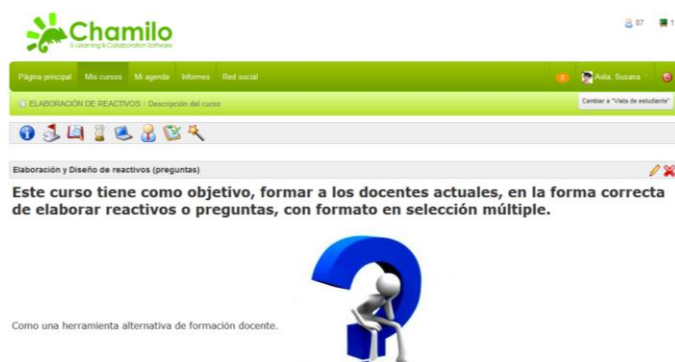 Chamilo
E-Learning & Collaboration Software
87
1
Página principal Mis cursos Mi agenda Informes Red social
Avila, Susana
ELABORACIÓN DE REACTIVOS / Descripción del curso
Cambiar a "Vista de estudiante"
Elaboración y Diseño de reactivos (preguntas)
Este curso tiene como objetivo, formar a los docentes actuales, en la forma correcta
de elaborar reactivos o preguntas, con formato en selección múltiple.
Como una herramienta alternativa de formación docente.